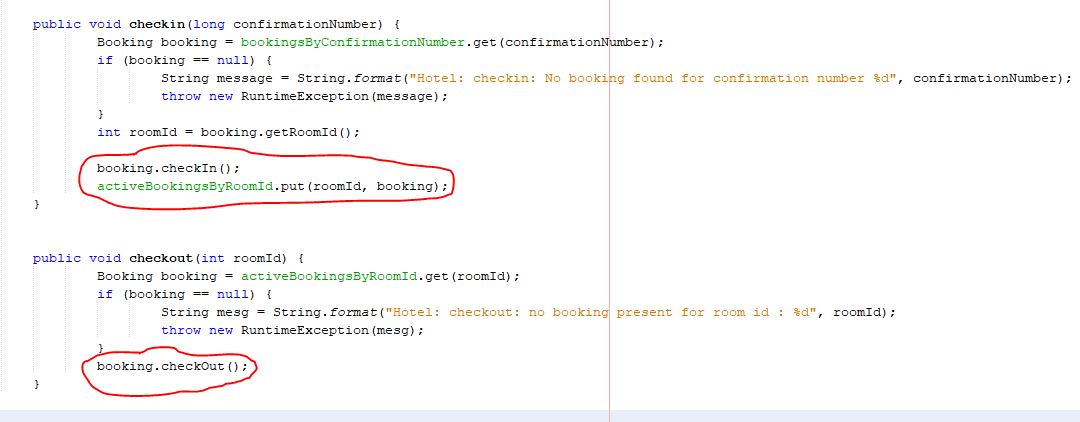 public void checkin(long confirmationNumber) {
Booking booking = bookingsByConfirmationNumber.get(confirmationNumber);
if (booking == null) {
String message = String.format("Hotel: checkin: No booking found for confirmation number %d", confirmationNumber);
throw new RuntimeException(message);
}
int roomId = booking.getRoomId();
booking.checkIn();
activeBookingsByRoomId.put(roomId, booking);
}
public void checkout(int roomId) {
Booking booking = activeBookingsByRoomId.get(roomId);
if (booking == null) {
String mesg = String.format("Hotel: checkout: no booking present for room id : %d", roomId);
throw new RuntimeException(mesg);
}
booking.checkOut();
}